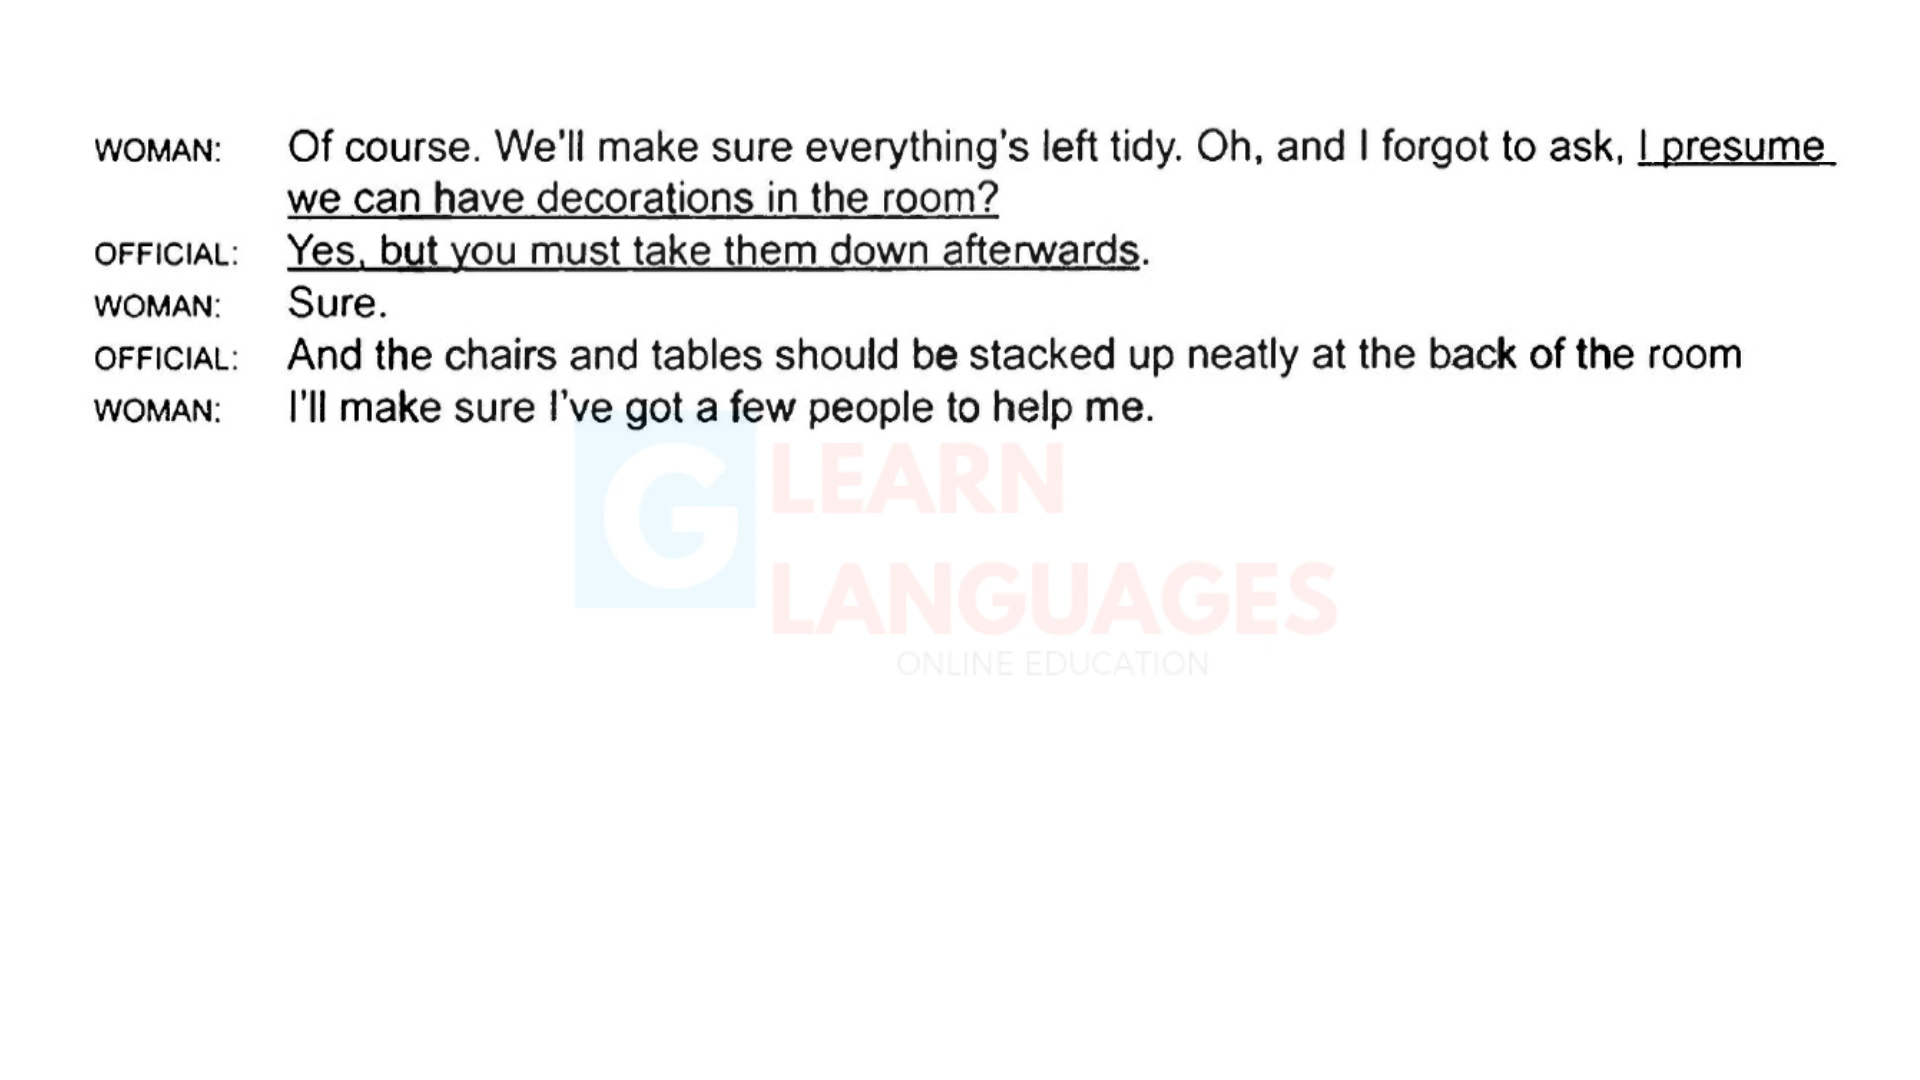 WOMAN: Of course. We'll make sure everything's left tidy. Oh, and I forgot to ask, I presume
we can have decorations in the room?
OFFICIAL: Yes, but you must take them down afterwards.
WOMAN: Sure.
OFFICIAL: And the chairs and tables should be stacked up neatly at the back of the room
WOMAN: I'll make sure I've got a few people to help me.
G LEARN
LANGUAGES
ONLINE EDUCATION